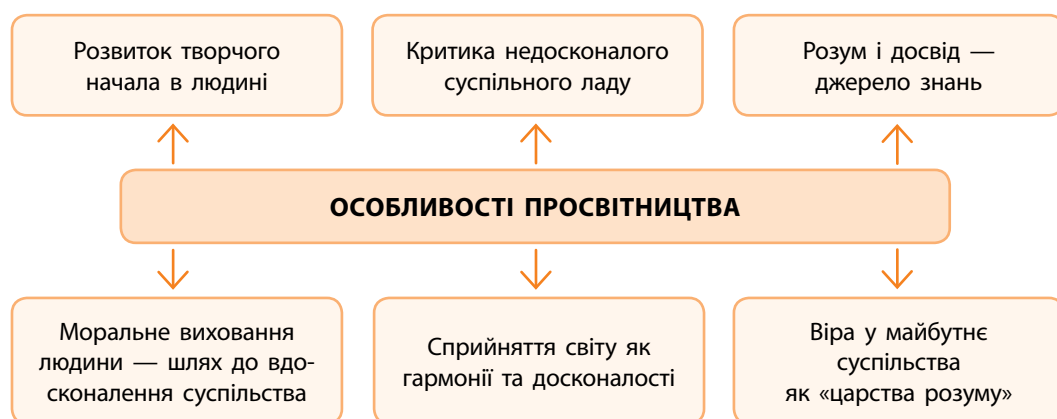 Розвиток творчого
начала в людині
Критика недосконалого
суспільного ладу
Розум і досвід —
джерело знань
ОСОБЛИВОСТІ ПРОСВІТНИЦТВА
Моральне виховання
людини — шлях до вдо-
сконалення суспільства
Сприйняття світу як
гармонії та досконалості
Віра у майбутнє
суспільства
як «царства розуму»